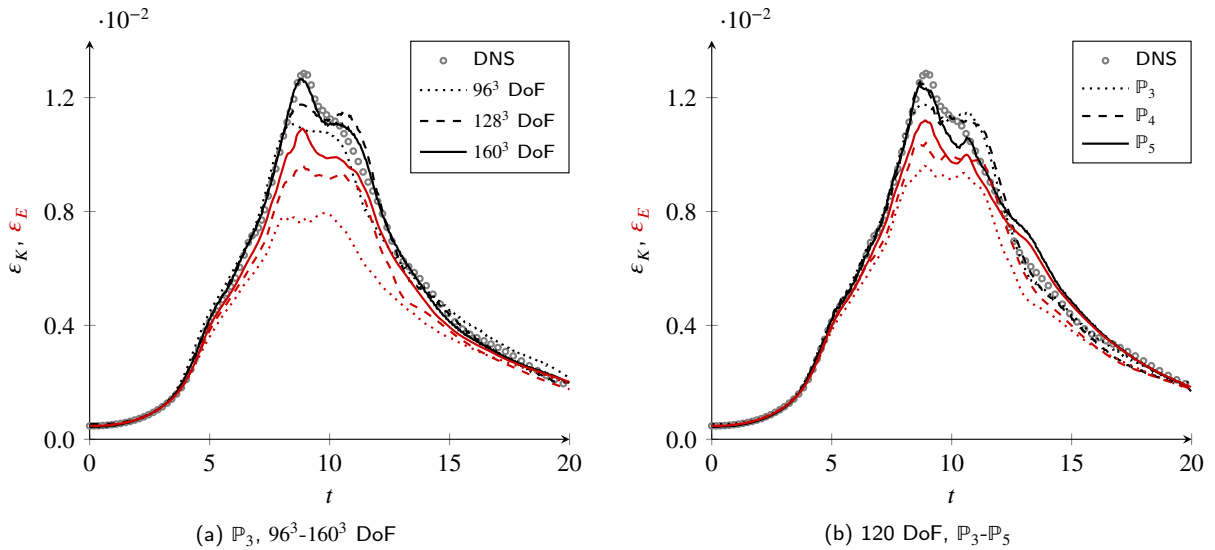 ·10⁻²
1.2
0.8
0.4
0.0
ε_K, ε_E
0 5 10 15 20
t
DNS
96³ DoF
128³ DoF
160³ DoF
(a) ℙ₃, 96³-160³ DoF
·10⁻²
1.2
0.8
0.4
0.0
ε_K, ε_E
0 5 10 15 20
t
DNS
ℙ₃
ℙ₄
ℙ₅
(b) 120 DoF, ℙ₃-ℙ₅